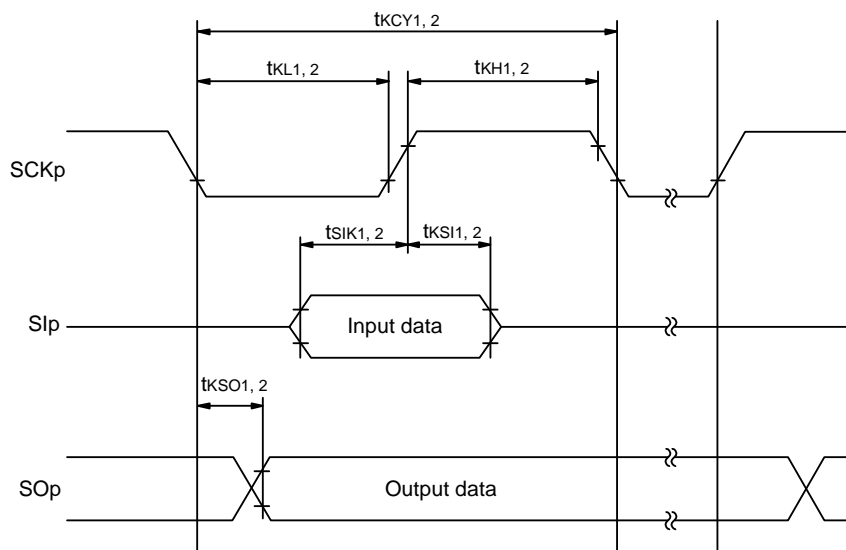 tKCY1, 2
tKL1, 2
tKH1, 2
SCKp
tSIK1, 2
tKSI1, 2
SIp
Input data
tKSO1, 2
SOp
Output data